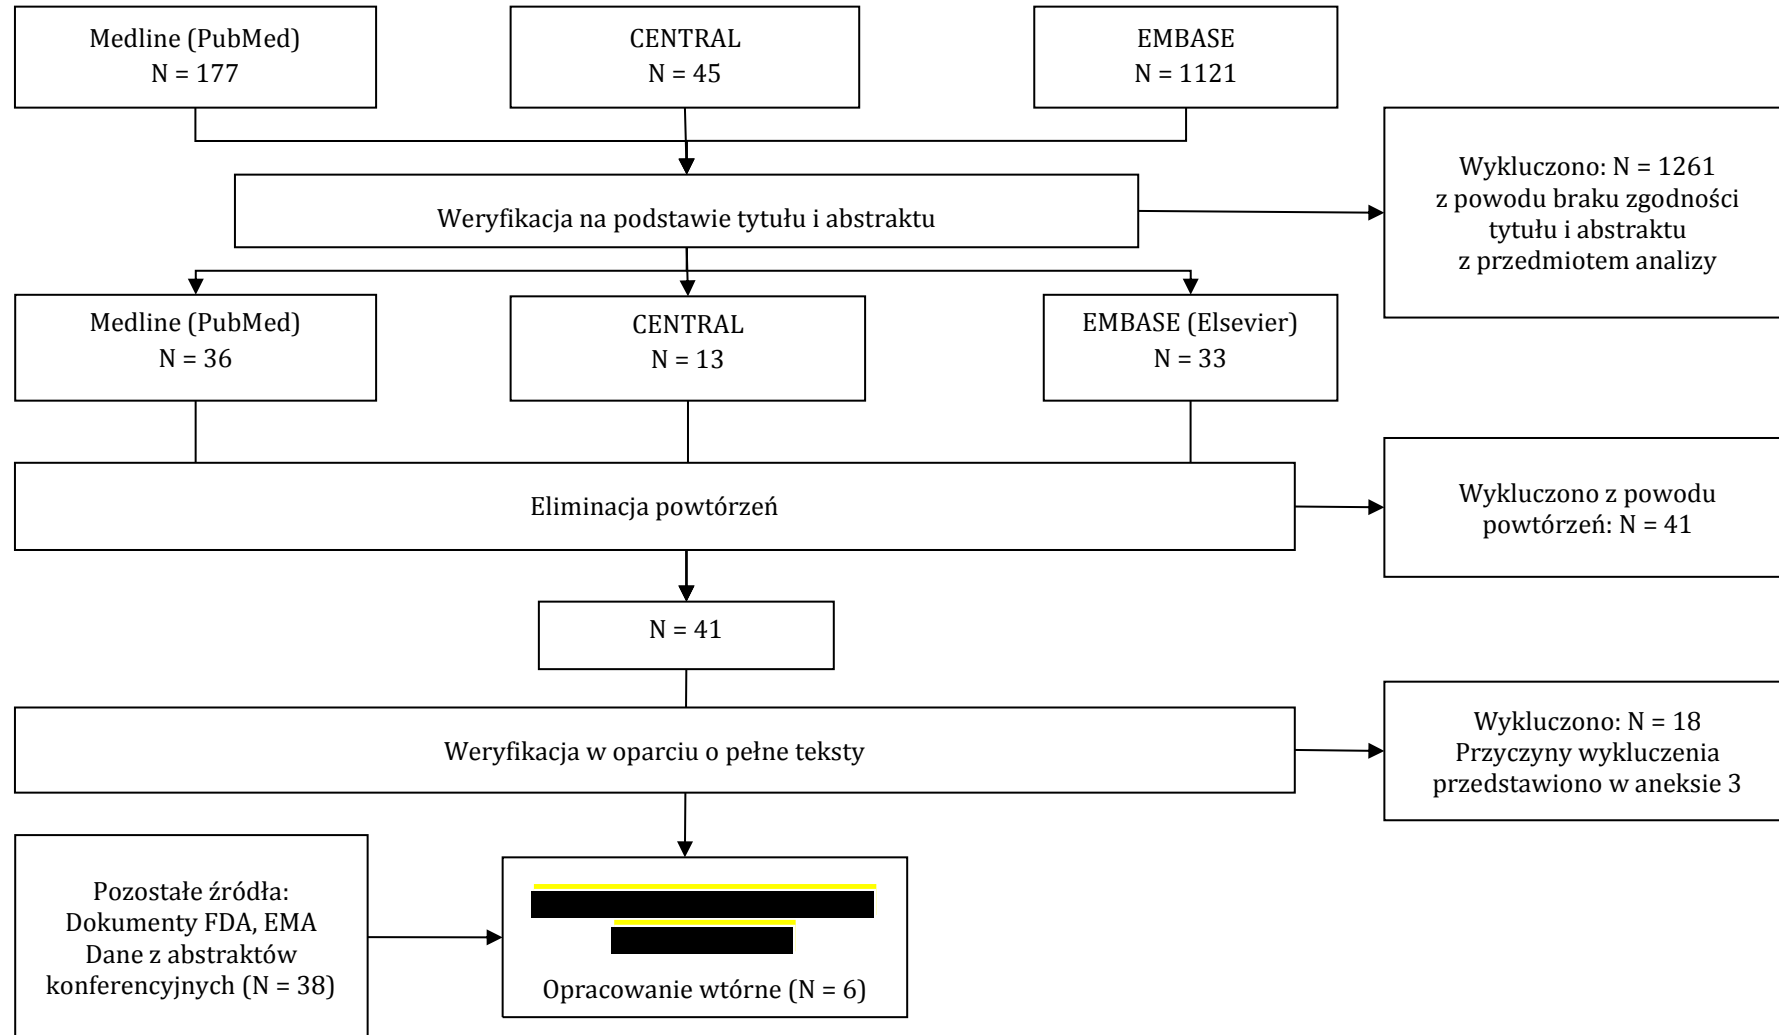 Medline (PubMed)
N = 177
CENTRAL
N = 45
EMBASE
N = 1121
Wykluczono: N = 1261
z powodu braku zgodności
tytułu i abstraktu
z przedmiotem analizy
Weryfikacja na podstawie tytułu i abstraktu
Medline (PubMed)
N = 36
CENTRAL
N = 13
EMBASE (Elsevier)
N = 33
Eliminacja powtórzeń
Wykluczono z powodu
powtórzeń: N = 41
N = 41
Weryfikacja w oparciu o pełne teksty
Wykluczono: N = 18
Przyczyny wykluczenia
przedstawiono w aneksie 3
Pozostałe źródła:
Dokumenty FDA, EMA
Dane z abstraktów
konferencyjnych (N = 38)
Opracowanie wtórne (N = 6)